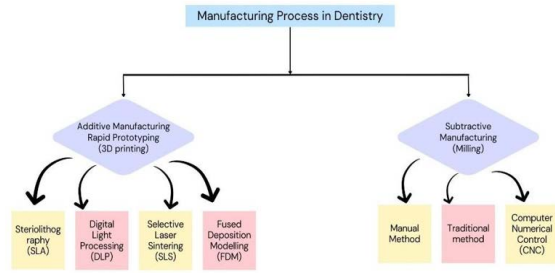 Manufacturing Process in Dentistry
Additive Manufacturing
Rapid Prototyping
(3D printing)
Subtractive
Manufacturing
(Milling)
Steriolithog
raphy
(SLA)
Digital
Light
Processing
(DLP)
Selective
Laser
Sintering
(SLS)
Fused
Deposition
Modelling
(FDM)
Manual
Method
Traditional
method
Computer
Numerical
Control
(CNC)